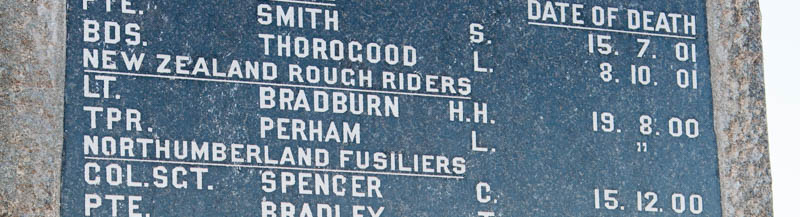 PTE. SMITH S. 15. 7. 01
DATE OF DEATH
BDS. THOROGOOD L. 8. 10. 01
NEW ZEALAND ROUGH RIDERS
LT. BRADBURN H.H. 19. 8. 00
TPR. PERHAM L. "
NORTHUMBERLAND FUSILIERS
COL.SGT. SPENCER C. 15. 12. 00
PTE. BRADLEY